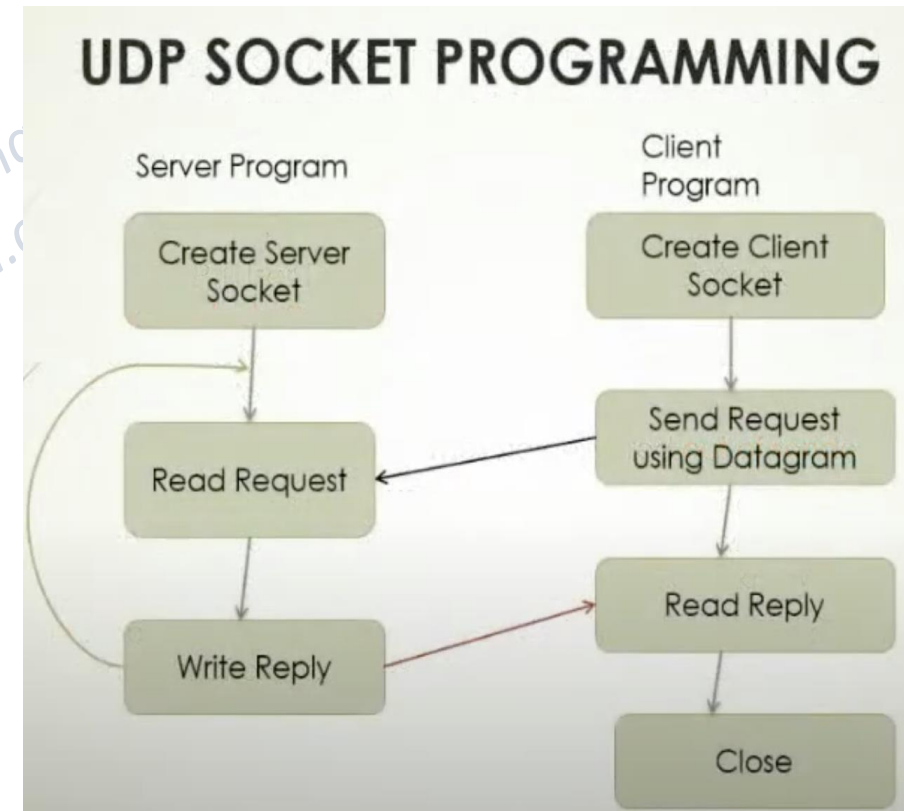 UDP SOCKET PROGRAMMING
Server Program
Client
Program
Create Server
Socket
Create Client
Socket
Send Request
using Datagram
Read Request
Read Reply
Write Reply
Close